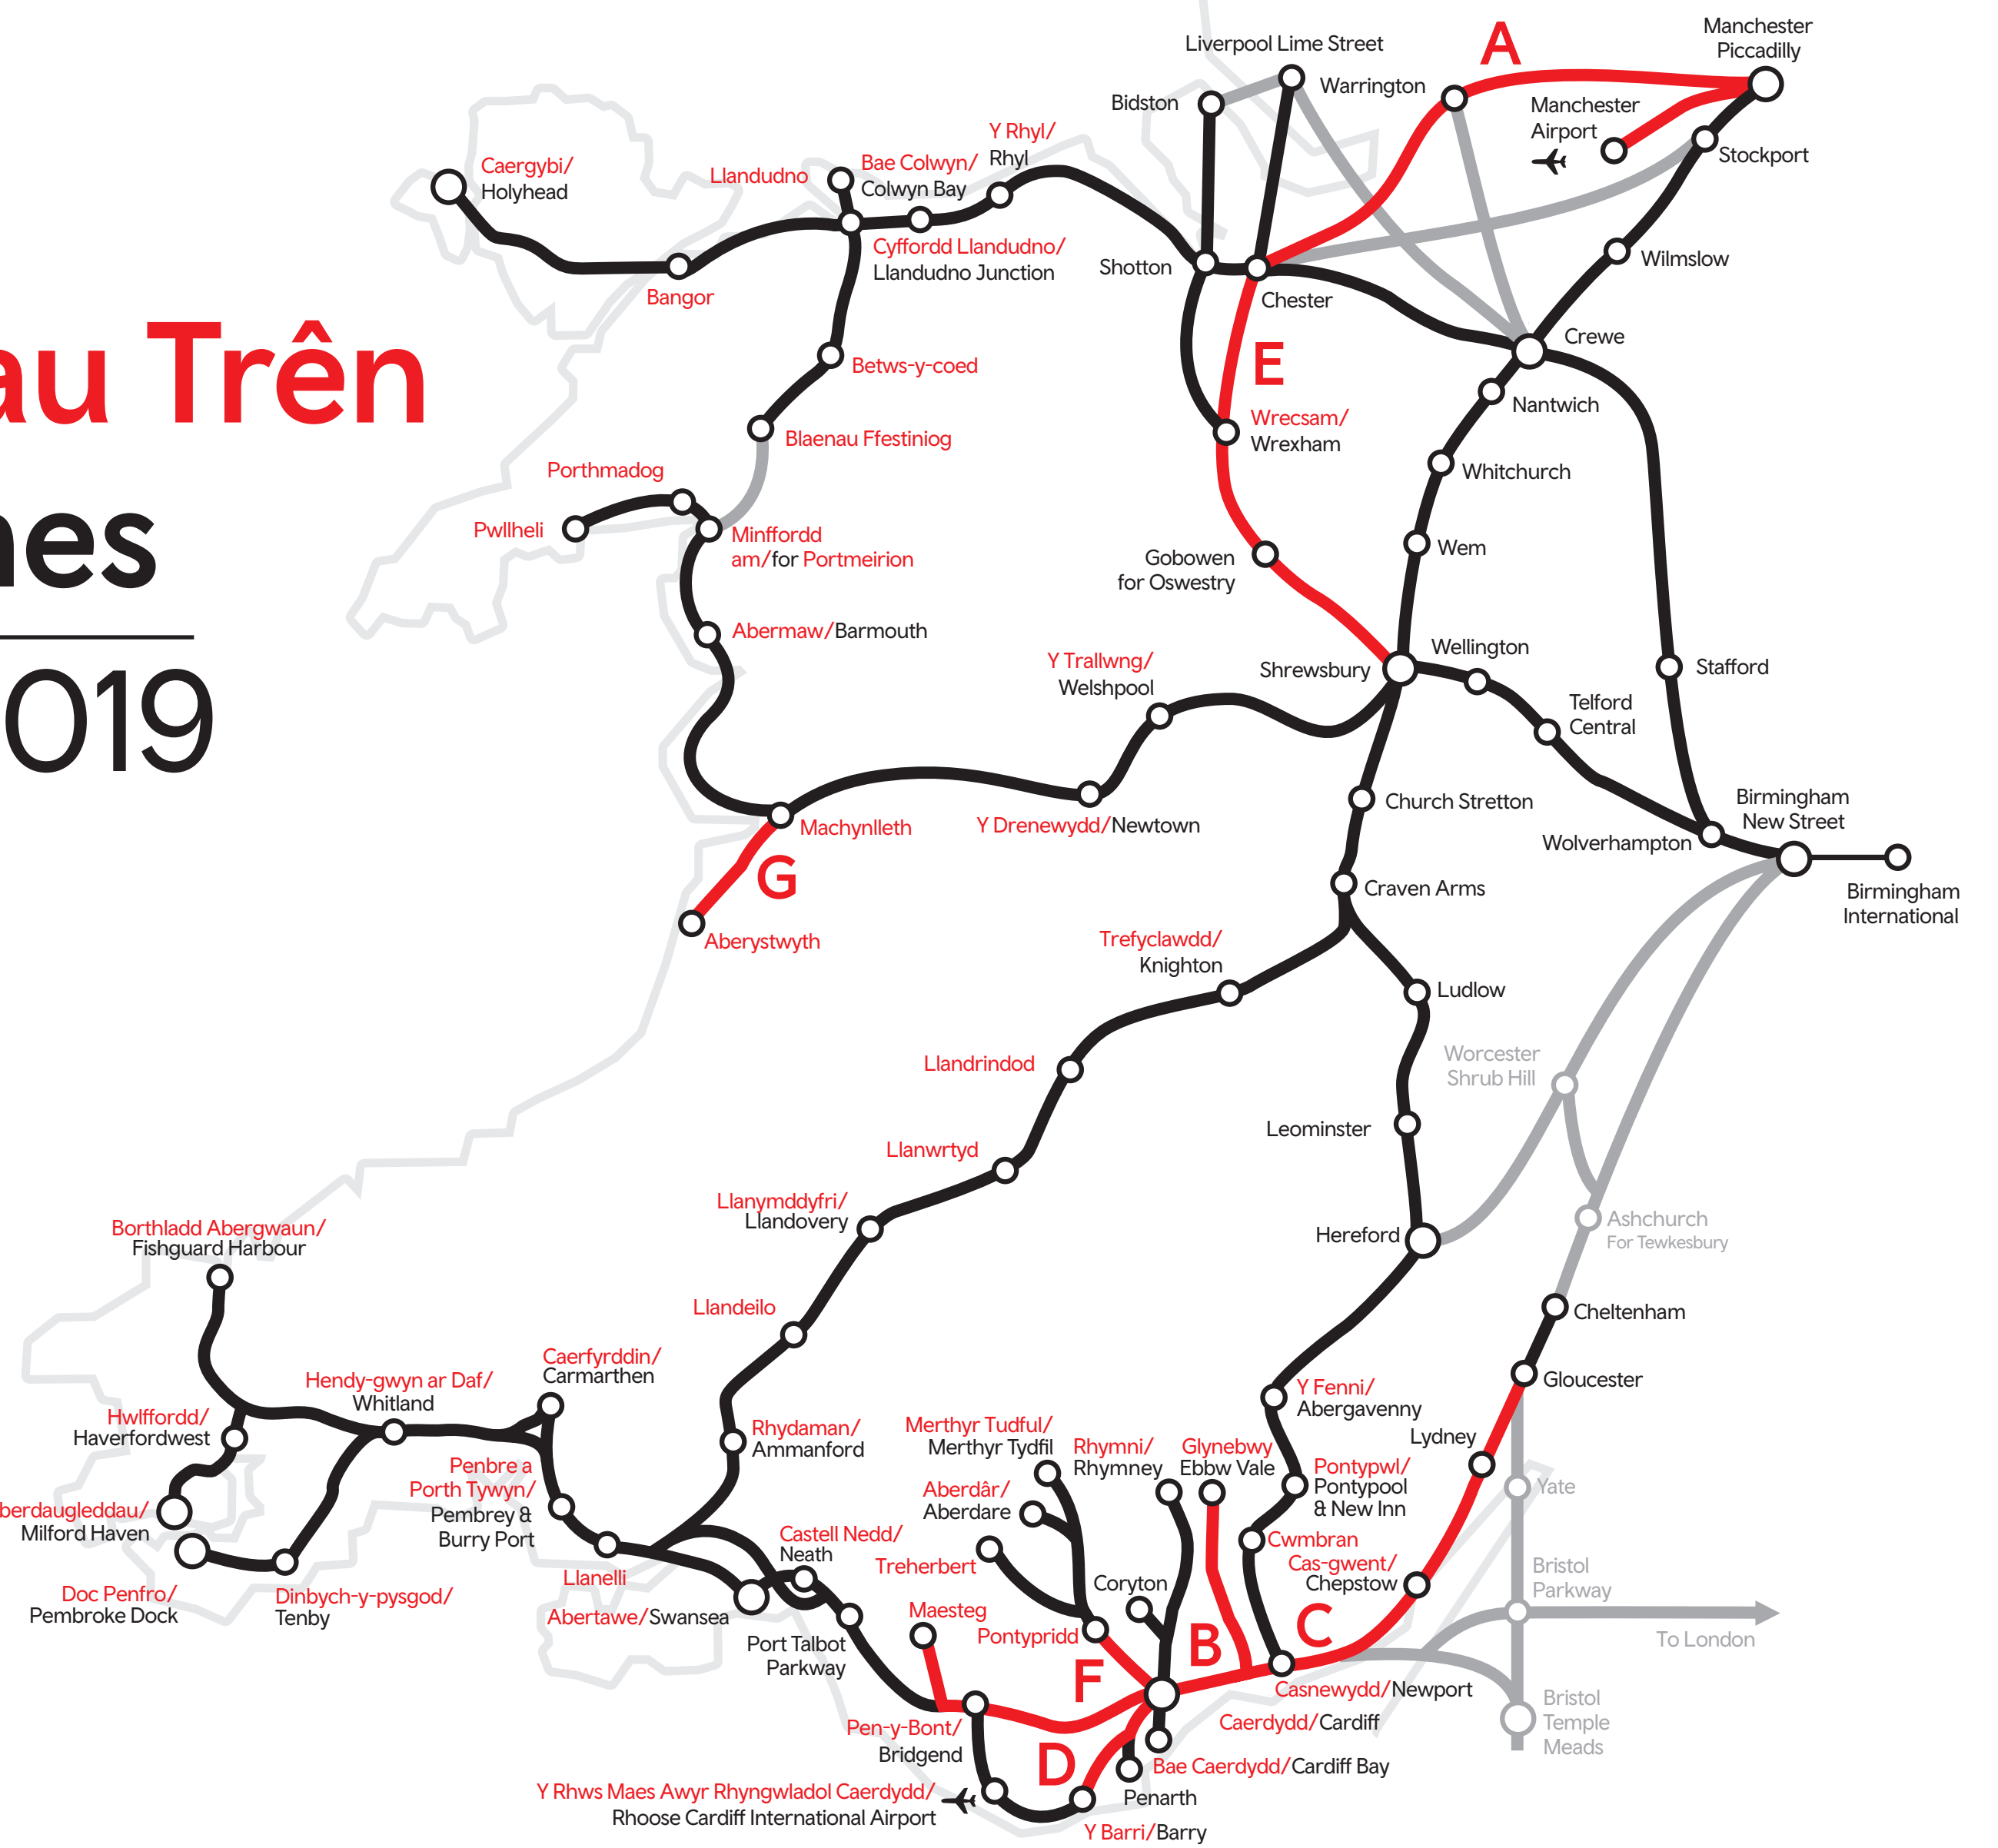 au Trên
nes
019
A
Manchester
Piccadilly
Liverpool Lime Street
Warrington
Bidston
Manchester
Airport
Stockport
Y Rhyl/
Rhyl
Caergybi/
Holyhead
Llandudno
Bae Colwyn/
Colwyn Bay
Cyffordd Llandudno/
Llandudno Junction
Shotton
Wilmslow
Bangor
Chester
Crewe
E
Betws-y-coed
Nantwich
Wrecsam/
Wrexham
Blaenau Ffestiniog
Whitchurch
Porthmadog
Pwllheli
Minffordd
am/for Portmeirion
Wem
Gobowen
for Oswestry
Abermaw/Barmouth
Wellington
Shrewsbury
Stafford
Y Trallwng/
Welshpool
Telford
Central
Church Stretton
Birmingham
New Street
Machynlleth
Y Drenewydd/Newtown
Wolverhampton
G
Craven Arms
Birmingham
International
Aberystwyth
Trefyclawdd/
Knighton
Ludlow
Llandrindod
Worcester
Shrub Hill
Leominster
Llanwrtyd
Llanymddyfri/
Llandovery
Hereford
Ashchurch
For Tewkesbury
Borthladd Abergwaun/
Fishguard Harbour
Llandeilo
Cheltenham
Caerfyrddin/
Carmarthen
Hendy-gwyn ar Daf/
Whitland
Gloucester
Y Fenni/
Abergavenny
Hwlffordd/
Haverfordwest
Rhydaman/
Ammanford
Merthyr Tudful/
Merthyr Tydfil
Rhymni/
Rhymney
Glynebwy
Ebbw Vale
Lydney
Penbre a
Porth Tywyn/
Pembrey &
Burry Port
Aberdâr/
Aberdare
Pontypwl/
Pontypool
& New Inn
Yate
berdaugleddau/
Milford Haven
Castell Nedd/
Neath
Treherbert
Cwmbran
Cas-gwent/
Chepstow
Bristol
Parkway
Llanelli
Coryton
Doc Penfro/
Pembroke Dock
Dinbych-y-pysgod/
Tenby
Abertawe/Swansea
Maesteg
Pontypridd
B
C
To London
Port Talbot
Parkway
F
Casnewydd/Newport
Bristol
Temple
Meads
Pen-y-Bont/
Bridgend
Caerdydd/Cardiff
D
Bae Caerdydd/Cardiff Bay
Y Rhws Maes Awyr Rhyngwladol Caerdydd/
Rhoose Cardiff International Airport
Penarth
Y Barri/Barry